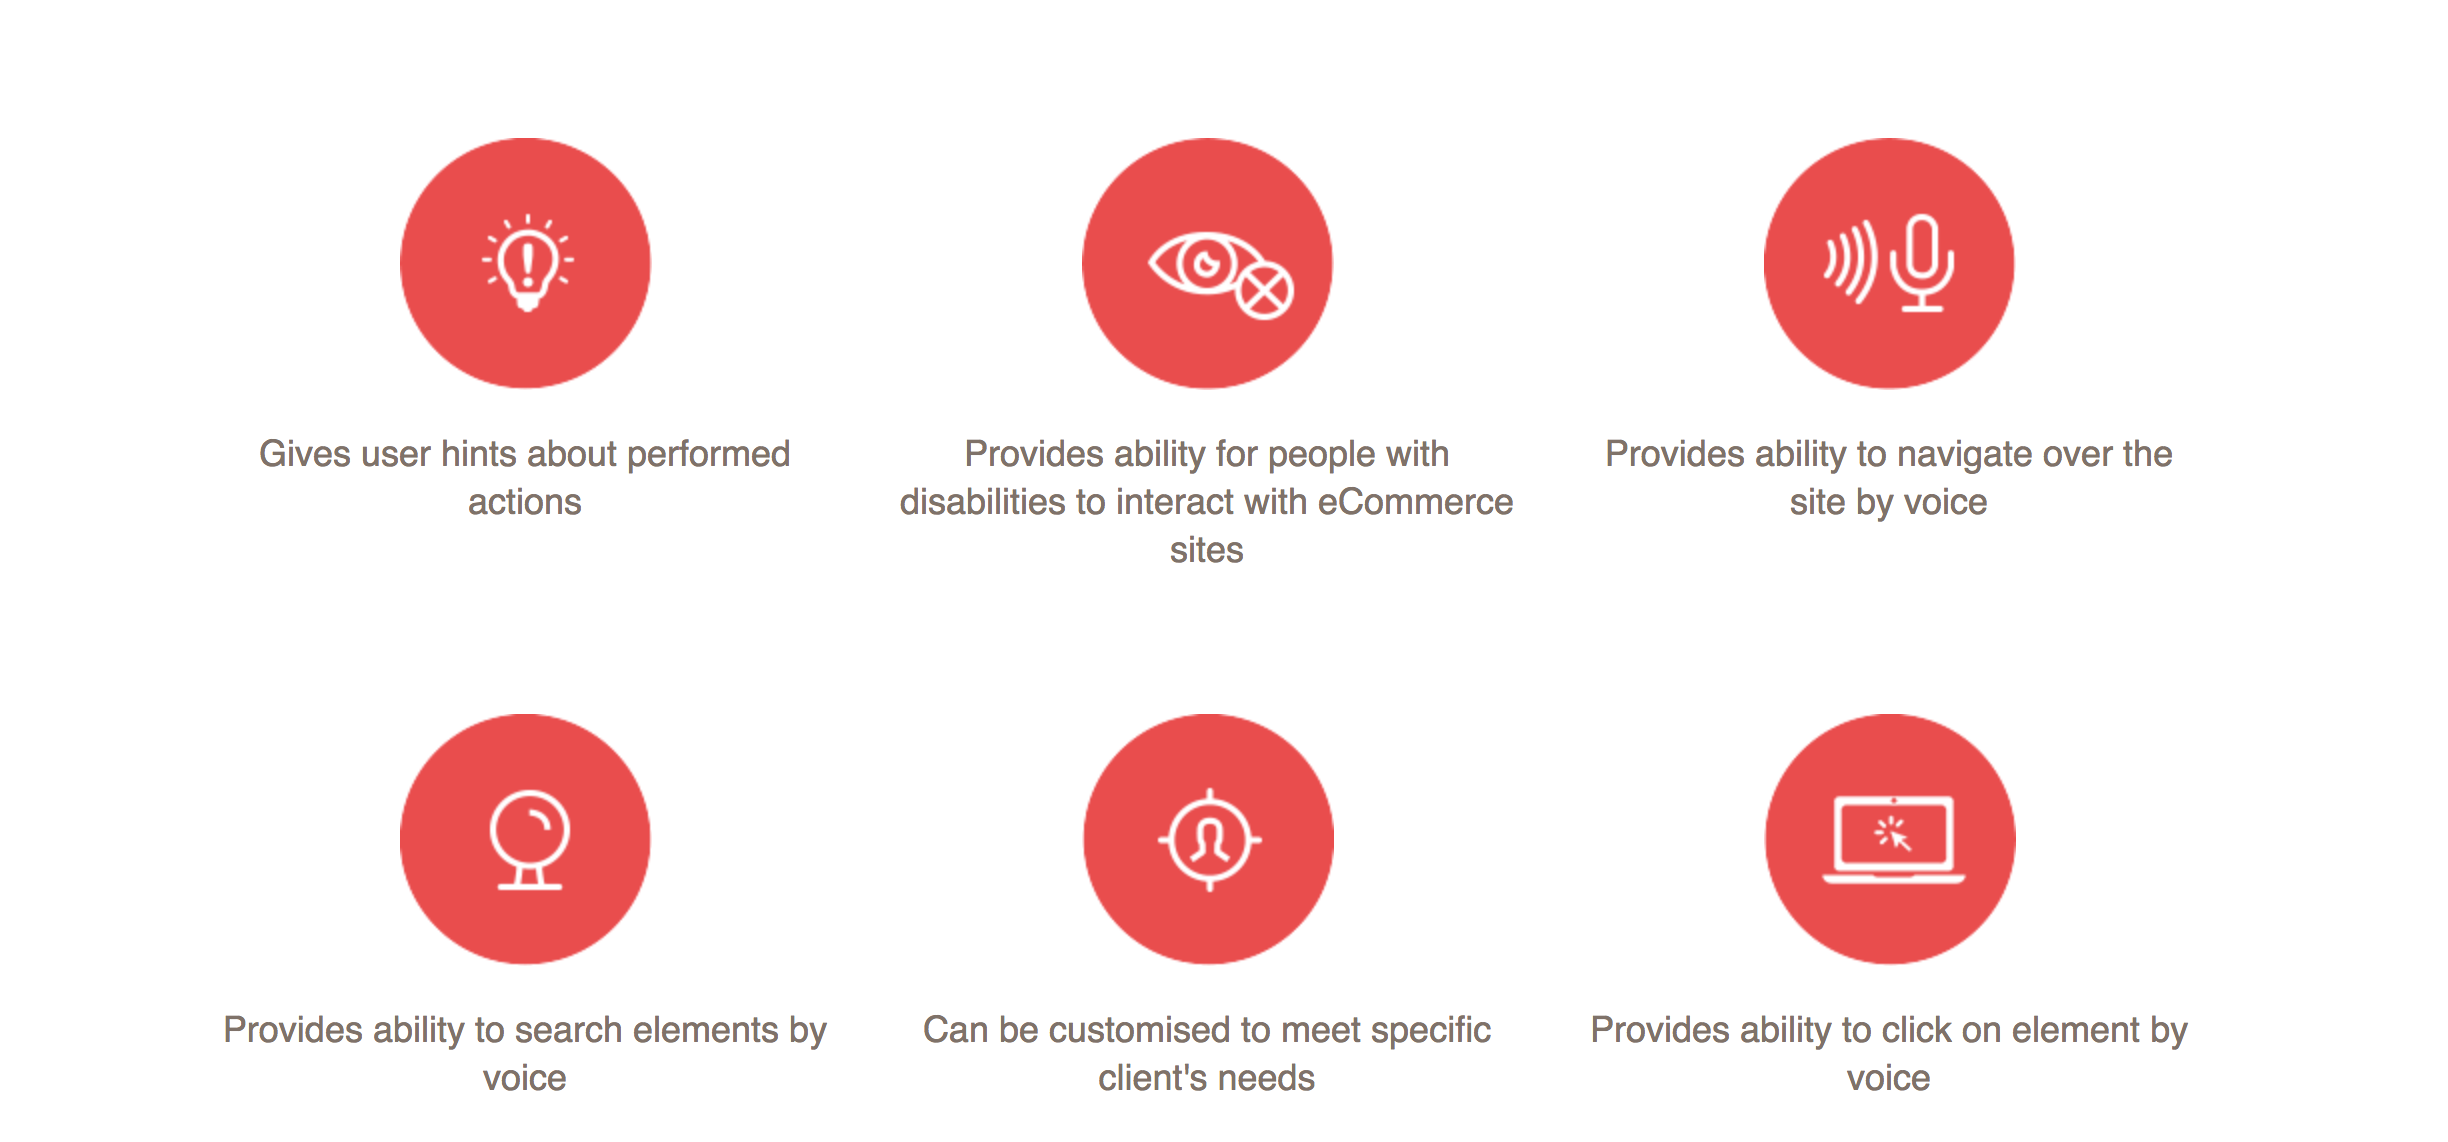 Gives user hints about performed
actions
Provides ability for people with
disabilities to interact with eCommerce
sites
Provides ability to navigate over the
site by voice
Provides ability to search elements by
voice
Can be customised to meet specific
client's needs
Provides ability to click on element by
voice